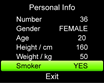 Personal Info
Number 36
Gender FEMALE
Age 20
Height / cm 160
Weight / kg 50
Smoker YES
Exit